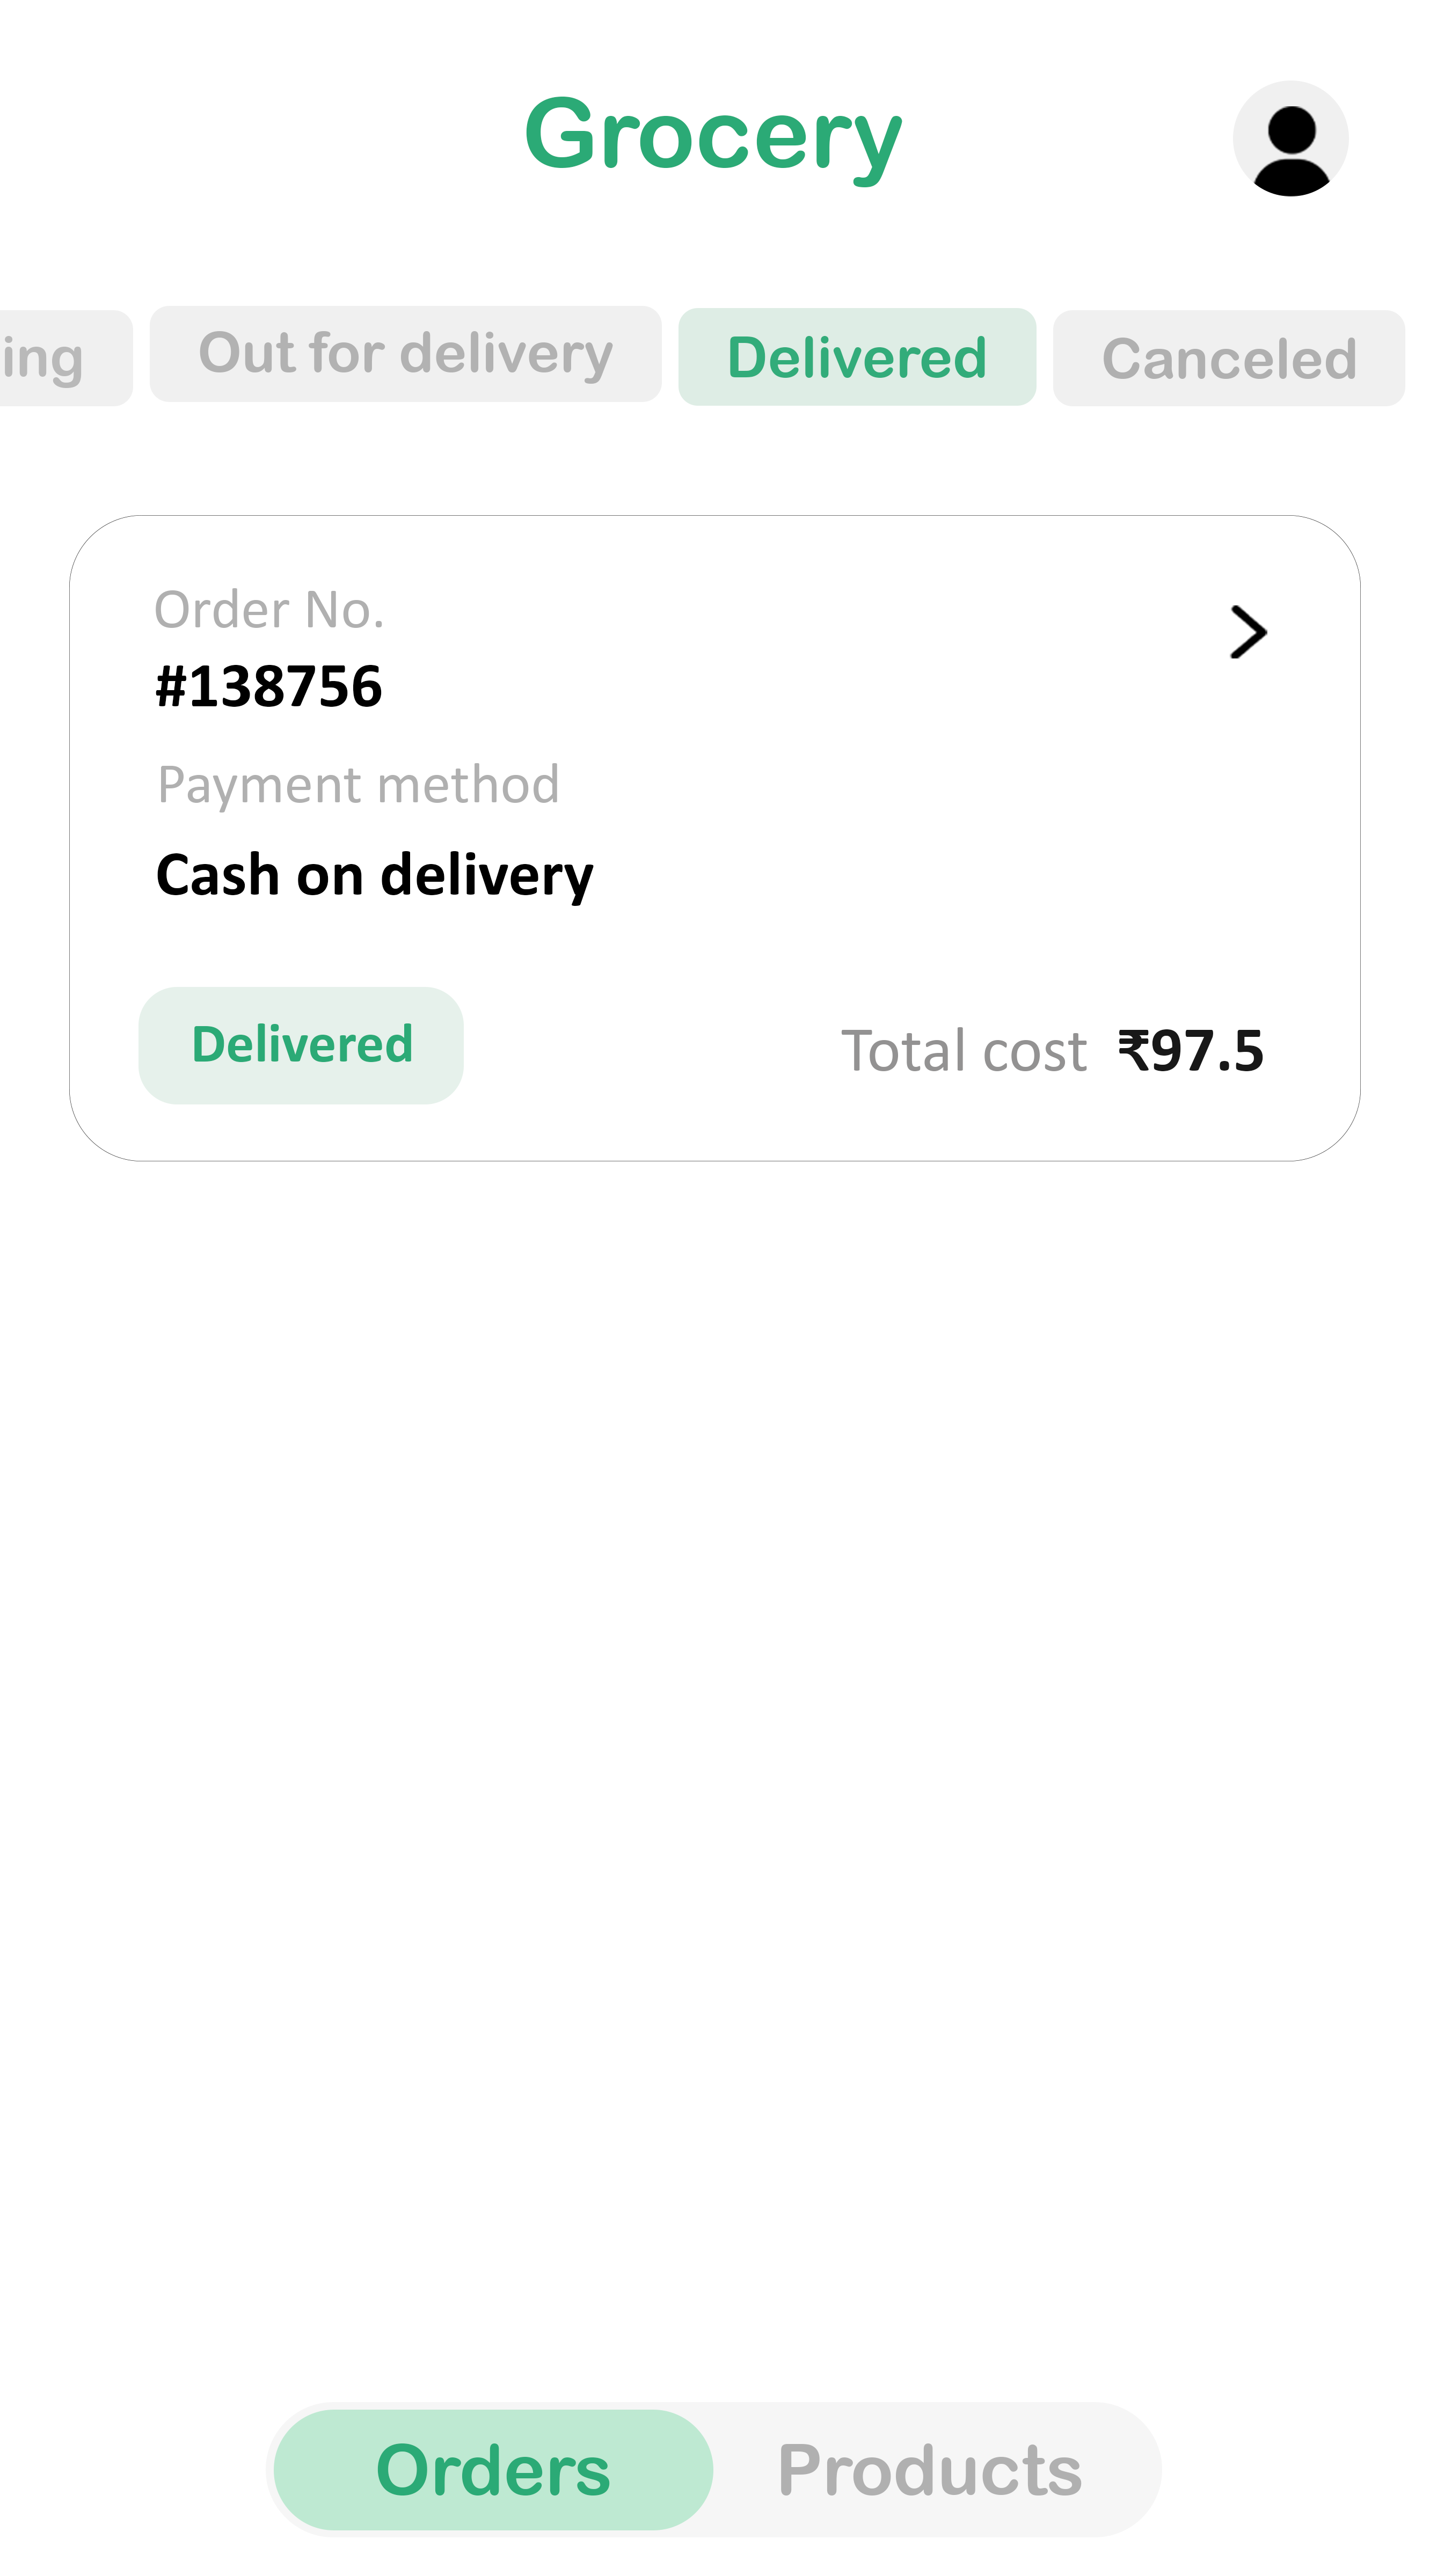 Grocery
ing Out for delivery Delivered Canceled
Order No.
#138756
Payment method
Cash on delivery
Delivered Total cost ₹97.5
Orders Products